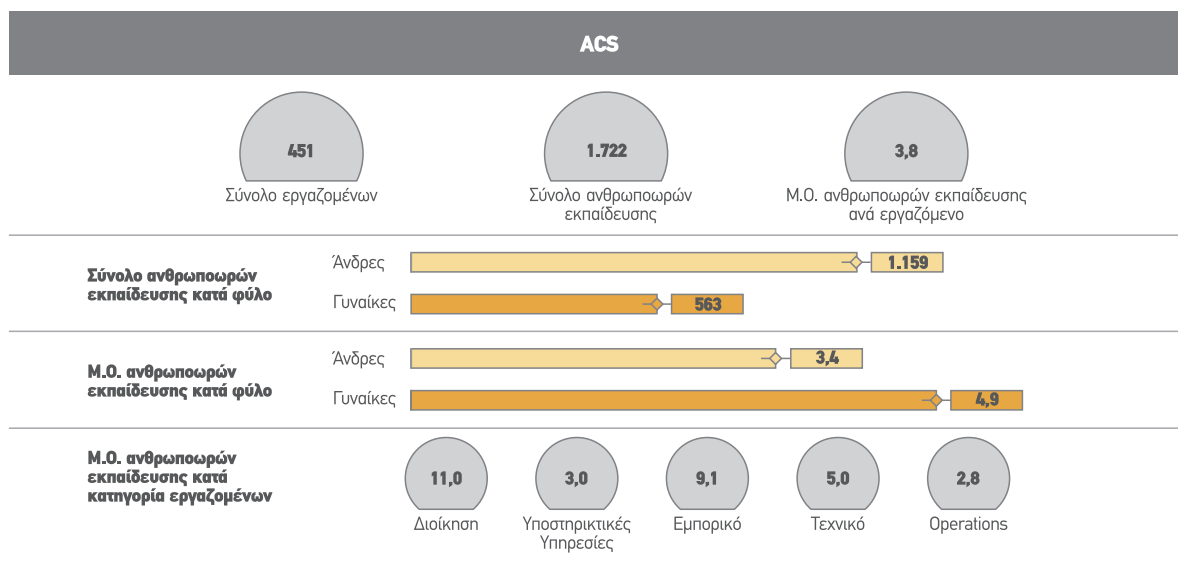 ACS
451
1.722
3,8
Σύνολο εργαζομένων
Σύνολο ανθρωποωρών
εκπαίδευσης
Μ.Ο. ανθρωποωρών εκπαίδευσης
ανά εργαζόμενο
Σύνολο ανθρωποωρών
εκπαίδευσης κατά φύλο
Άνδρες
1.159
Γυναίκες
563
Μ.Ο. ανθρωποωρών
εκπαίδευσης κατά φύλο
Άνδρες
3,4
Γυναίκες
4,9
Μ.Ο. ανθρωποωρών
εκπαίδευσης κατά
κατηγορία εργαζομένων
11,0
3,0
9,1
5,0
2,8
Διοίκηση
Υποστηρικτικές
Υπηρεσίες
Εμπορικό
Τεχνικό
Operations